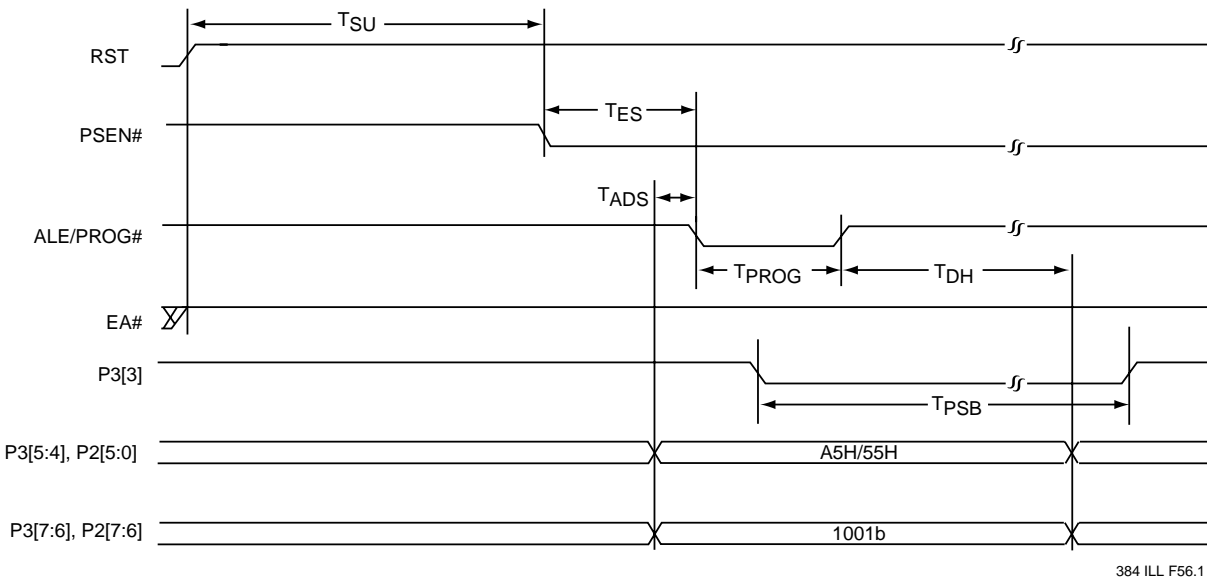 TSU
RST
TES
PSEN#
TADS
ALE/PROG#
TPROG
TDH
EA#
P3[3]
TPSB
P3[5:4], P2[5:0]
A5H/55H
P3[7:6], P2[7:6]
1001b
384 ILL F56.1